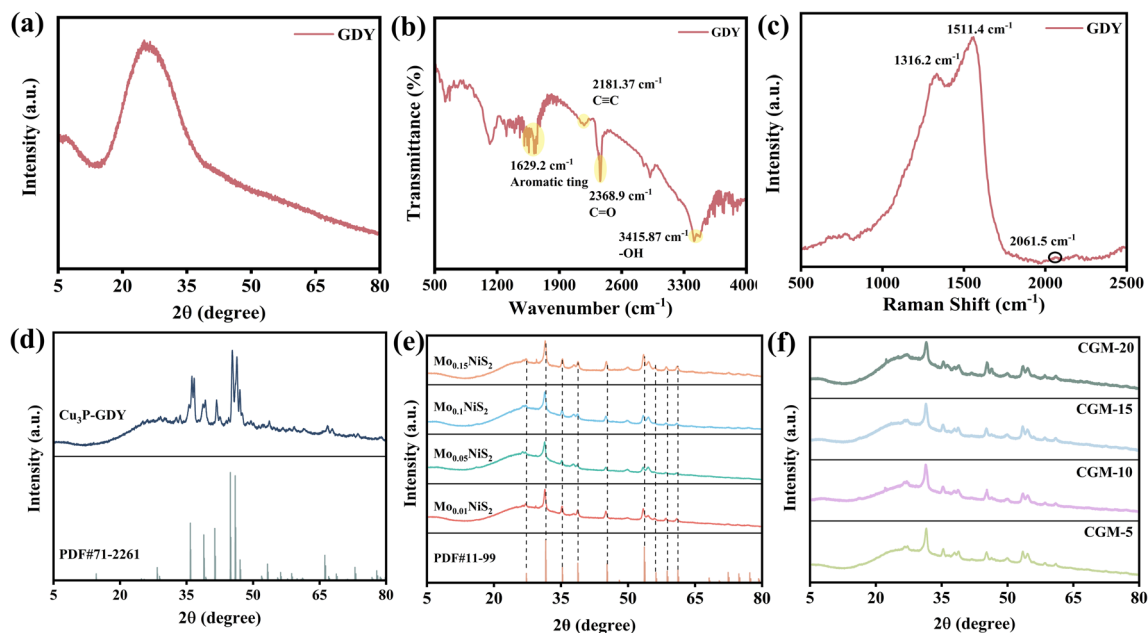 (a)
GDY
Intensity (a.u.)
5 20 35 50 65 80
2θ (degree)
(b)
GDY
2181.37 cm⁻¹
C≡C
1629.2 cm⁻¹
Aromatic ting
2368.9 cm⁻¹
C=O
3415.87 cm⁻¹
-OH
Transmittance (%)
500 1200 1900 2600 3300 4000
Wavenumber (cm⁻¹)
(c)
GDY
1511.4 cm⁻¹
1316.2 cm⁻¹
2061.5 cm⁻¹
Intensity (a.u.)
500 1000 1500 2000 2500
Raman Shift (cm⁻¹)
(d)
Cu₃P-GDY
PDF#71-2261
Intensity (a.u.)
5 20 35 50 65 80
2θ (degree)
(e)
Mo₀.₁₅NiS₂
Mo₀.₁NiS₂
Mo₀.₀₅NiS₂
Mo₀.₀₁NiS₂
PDF#11-99
Intensity (a.u.)
5 20 35 50 65 80
2θ (degree)
(f)
CGM-20
CGM-15
CGM-10
CGM-5
Intensity (a.u.)
5 20 35 50 65 80
2θ (degree)